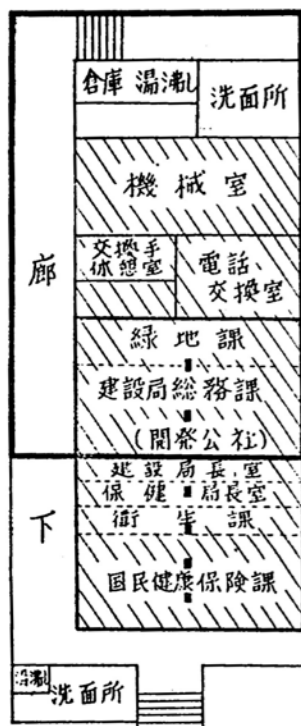 倉庫 湯沸し
洗面所
機械室
交換手
休憩室
電話
交換室
緑地課
建設局総務課
(開発公社)
建設局長室
保健局長室
衛生課
国民健康保険課
廊下
湯沸し
洗面所